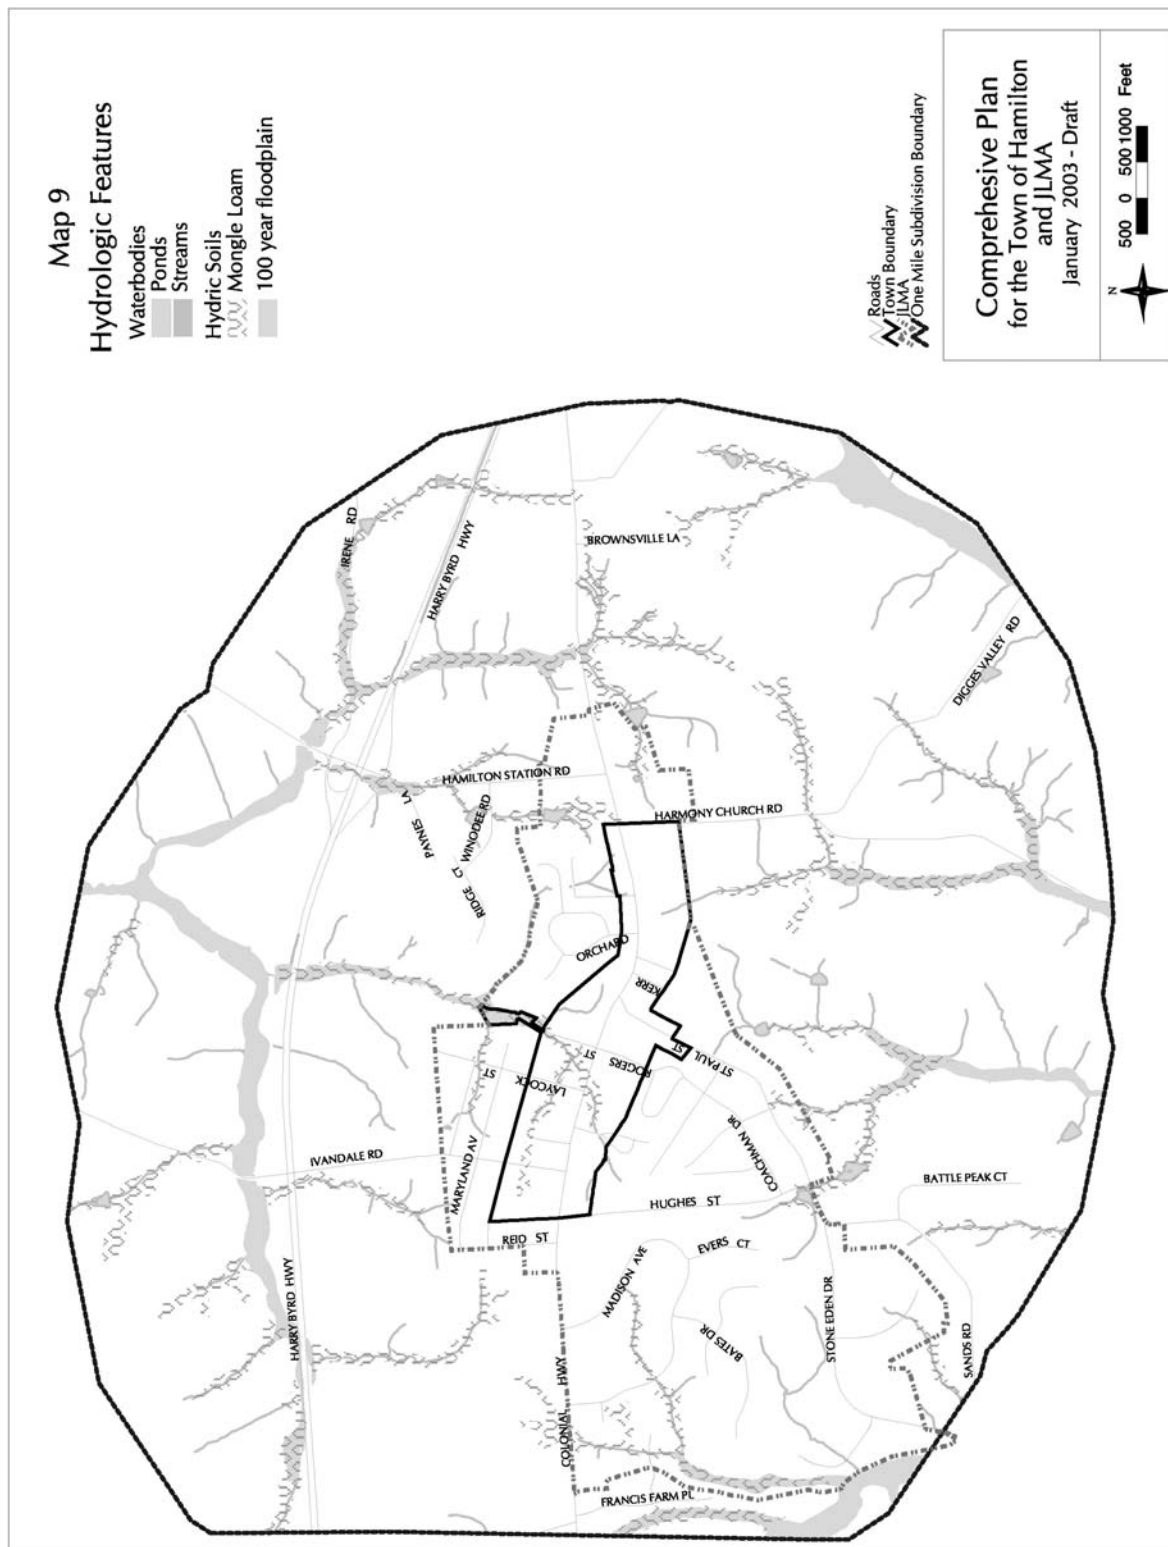 Map 9
Hydrologic Features
Waterbodies
Ponds
Streams
Hydric Soils
Mongle Loam
100 year floodplain
Roads
Town Boundary
JLMA
One Mile Subdivision Boundary
Comprehesive Plan
for the Town of Hamilton
and JLMA
January 2003 - Draft
500 0 500 1000 Feet
N
IRENE RD
HARRY BYRD HWY
BROWNSVILLE LA
DIGGES VALLEY RD
HAMILTON STATION RD
PAYNES LA
WINODEE RD
RIDGE CT
HARMONY CHURCH RD
ORCHARD
KERR
ST PAUL ST
ROGERS ST
LAYCOCK ST
MARYLAND AV
IVANDALE RD
COACHMAN DR
HUGHES ST
BATTLE PEAK CT
REID ST
EVERS CT
MADISON AVE
BATES DR
STONE EDEN DR
SANDS RD
HARRY BYRD HWY
COLONIAL HWY
FRANCIS FARM PL